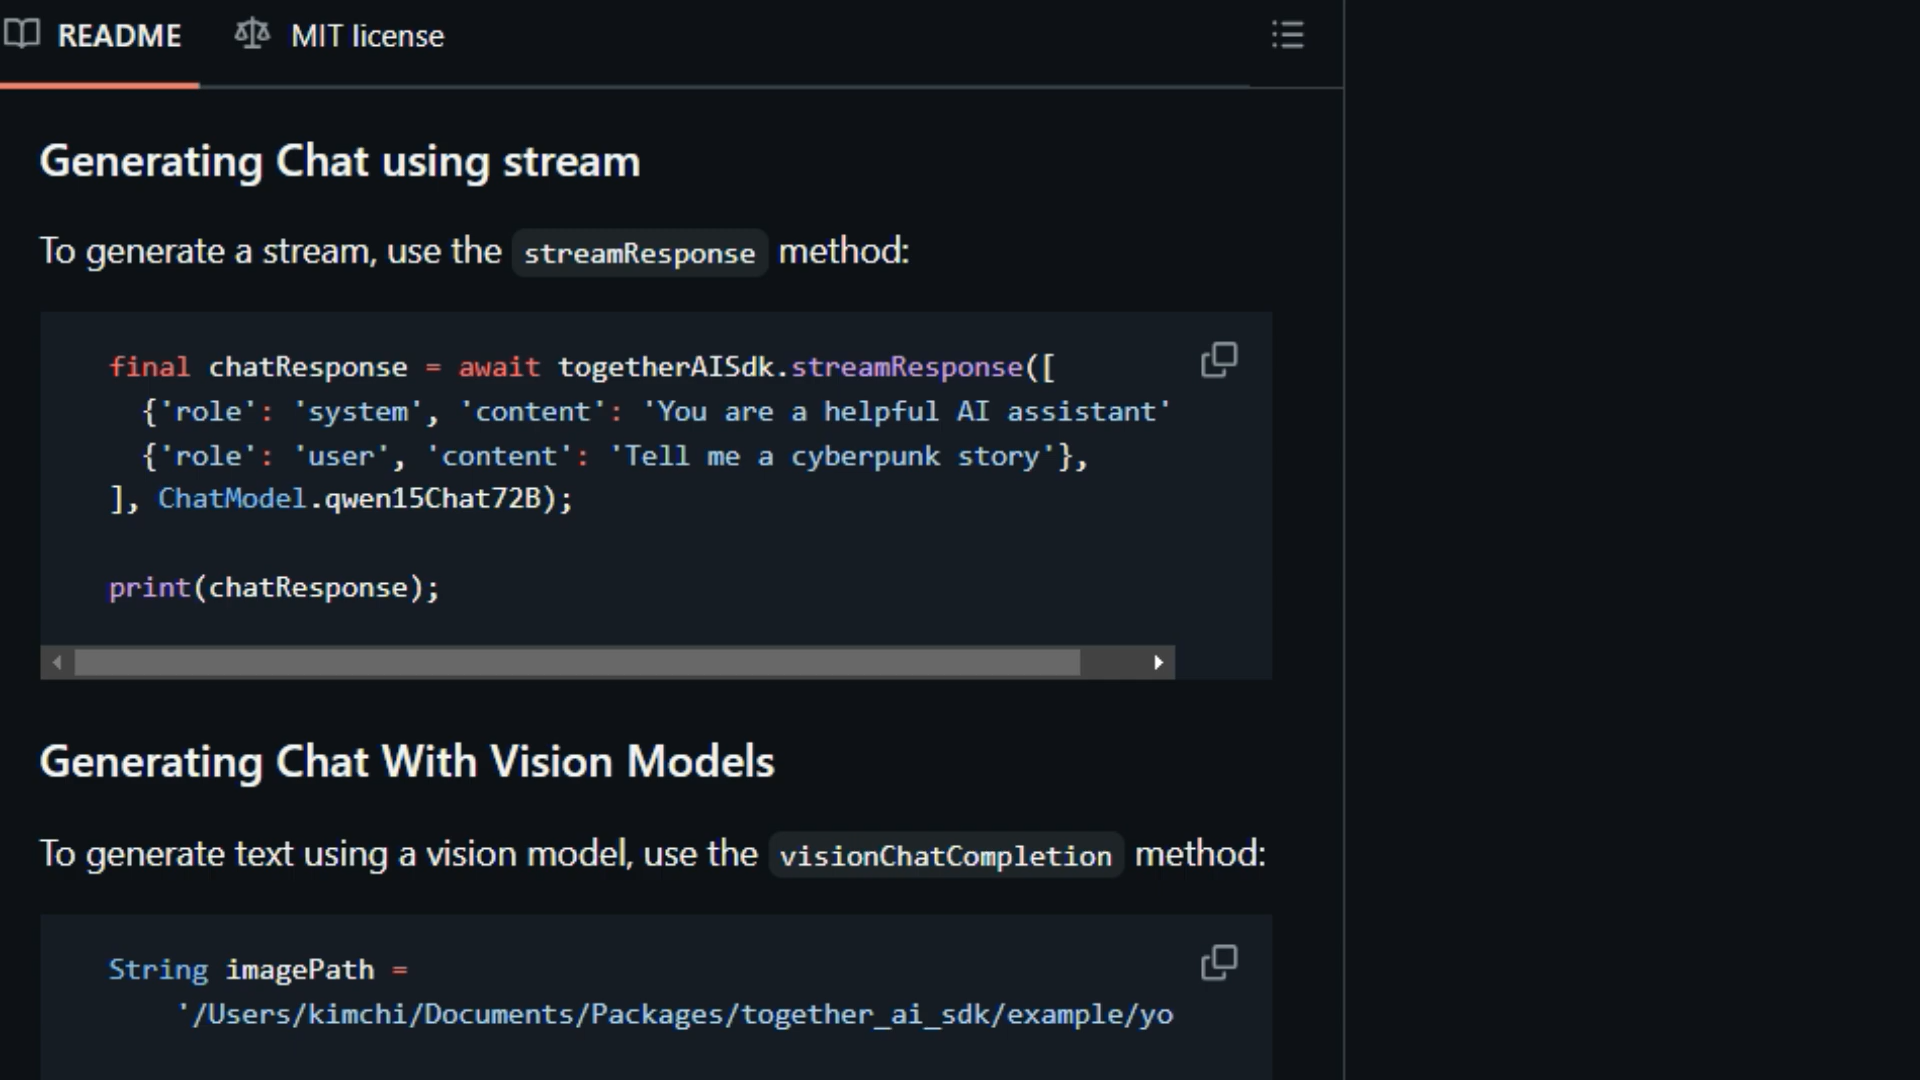 README MIT license
Generating Chat using stream
To generate a stream, use the streamResponse method:
final chatResponse = await togetherAISdk.streamResponse([
{'role': 'system', 'content': 'You are a helpful AI assistant'
{'role': 'user', 'content': 'Tell me a cyberpunk story'},
], ChatModel.qwen15Chat72B);
print(chatResponse);
Generating Chat With Vision Models
To generate text using a vision model, use the visionChatCompletion method:
String imagePath =
'/Users/kimchi/Documents/Packages/together_ai_sdk/example/yo